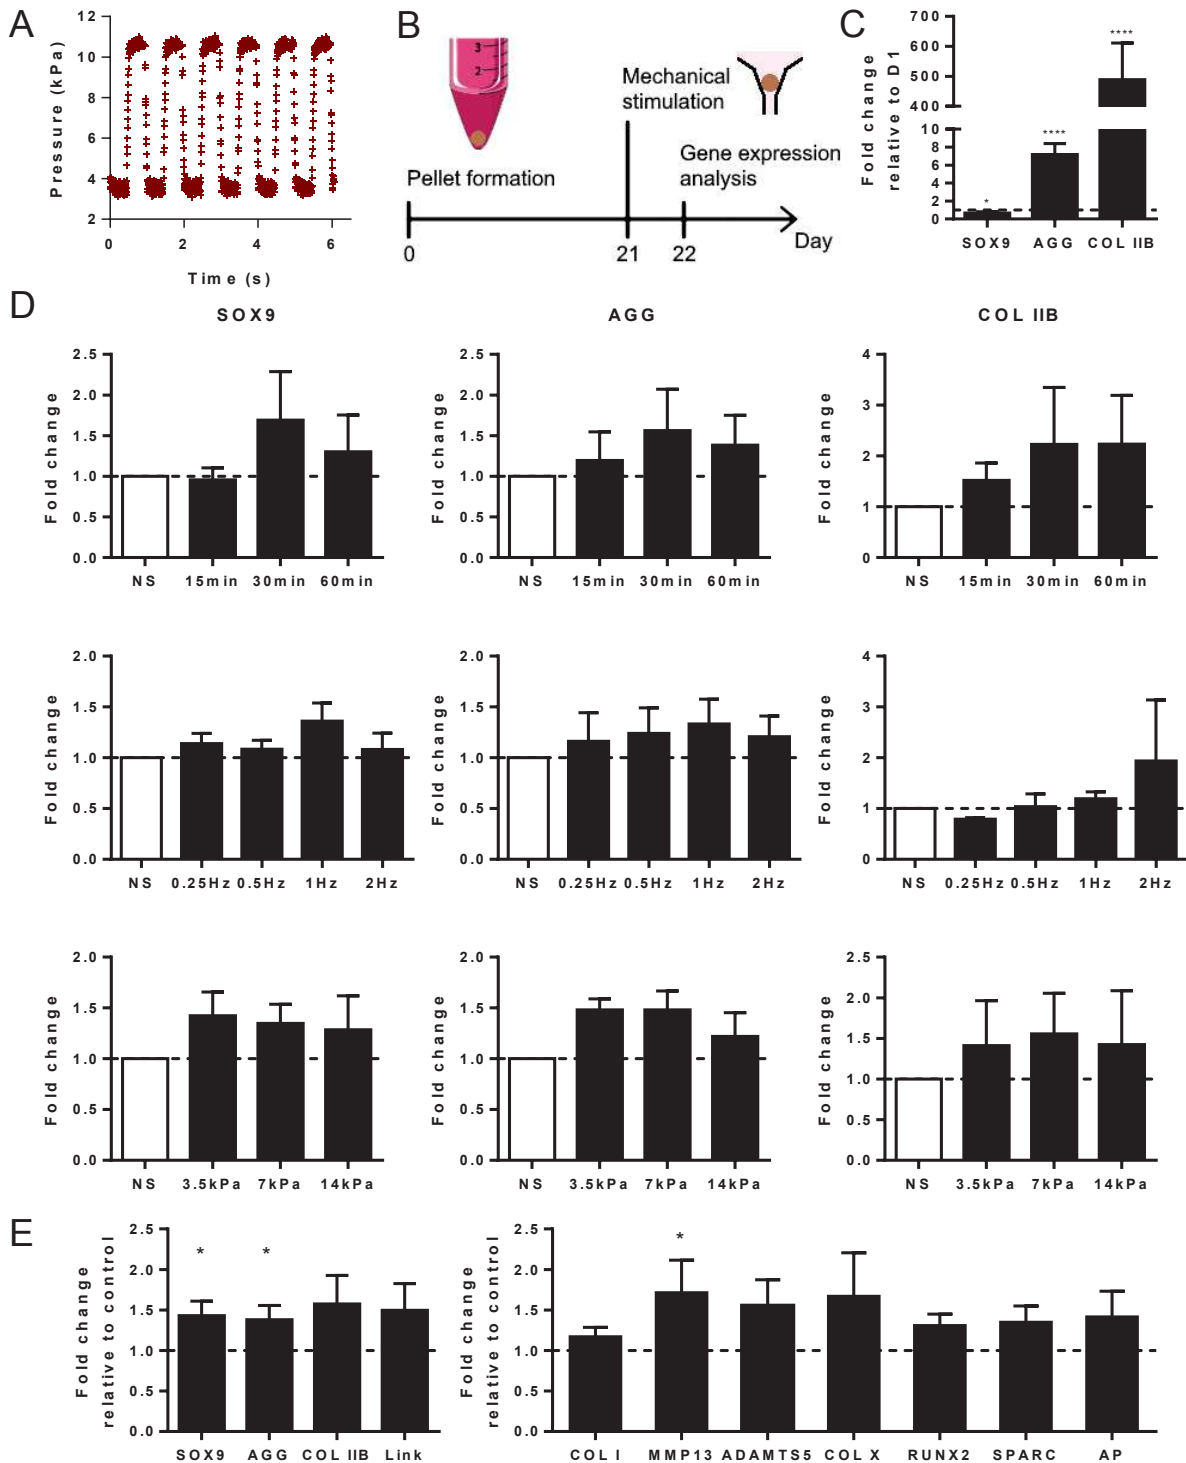 A
Pressure (kPa)
12
10
8
6
4
2
0 2 4 6
Time (s)
B
3
2
Mechanical
stimulation
Pellet formation
Gene expression
analysis
0 21 22
Day
C
Fold change
relative to D1
700
600
500
400
10
8
6
4
2
0
* **** ****
SOX9 AGG COL IIB
D
SOX9
Fold change
2.5
2.0
1.5
1.0
0.5
0.0
NS 15min 30min 60min
AGG
Fold change
2.5
2.0
1.5
1.0
0.5
0.0
NS 15min 30min 60min
COL IIB
Fold change
4
3
2
1
0
NS 15min 30min 60min
Fold change
2.0
1.5
1.0
0.5
0.0
NS 0.25Hz 0.5Hz 1Hz 2Hz
Fold change
2.0
1.5
1.0
0.5
0.0
NS 0.25Hz 0.5Hz 1Hz 2Hz
Fold change
4
3
2
1
0
NS 0.25Hz 0.5Hz 1Hz 2Hz
Fold change
2.0
1.5
1.0
0.5
0.0
NS 3.5kPa 7kPa 14kPa
Fold change
2.0
1.5
1.0
0.5
0.0
NS 3.5kPa 7kPa 14kPa
Fold change
2.5
2.0
1.5
1.0
0.5
0.0
NS 3.5kPa 7kPa 14kPa
E
Fold change
relative to control
2.5
2.0
1.5
1.0
0.5
0.0
* *
SOX9 AGG COL IIB Link
Fold change
relative to control
2.5
2.0
1.5
1.0
0.5
0.0
*
COL I MMP13 ADAMTS5 COL X RUNX2 SPARC AP